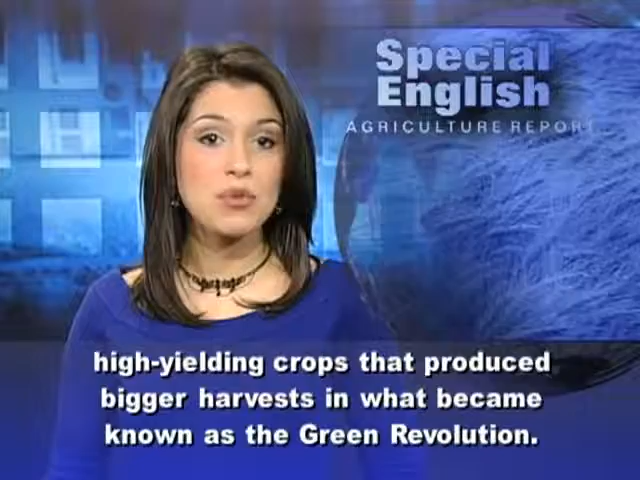 Special
English
AGRICULTURE REPORT
high-yielding crops that produced
bigger harvests in what became
known as the Green Revolution.